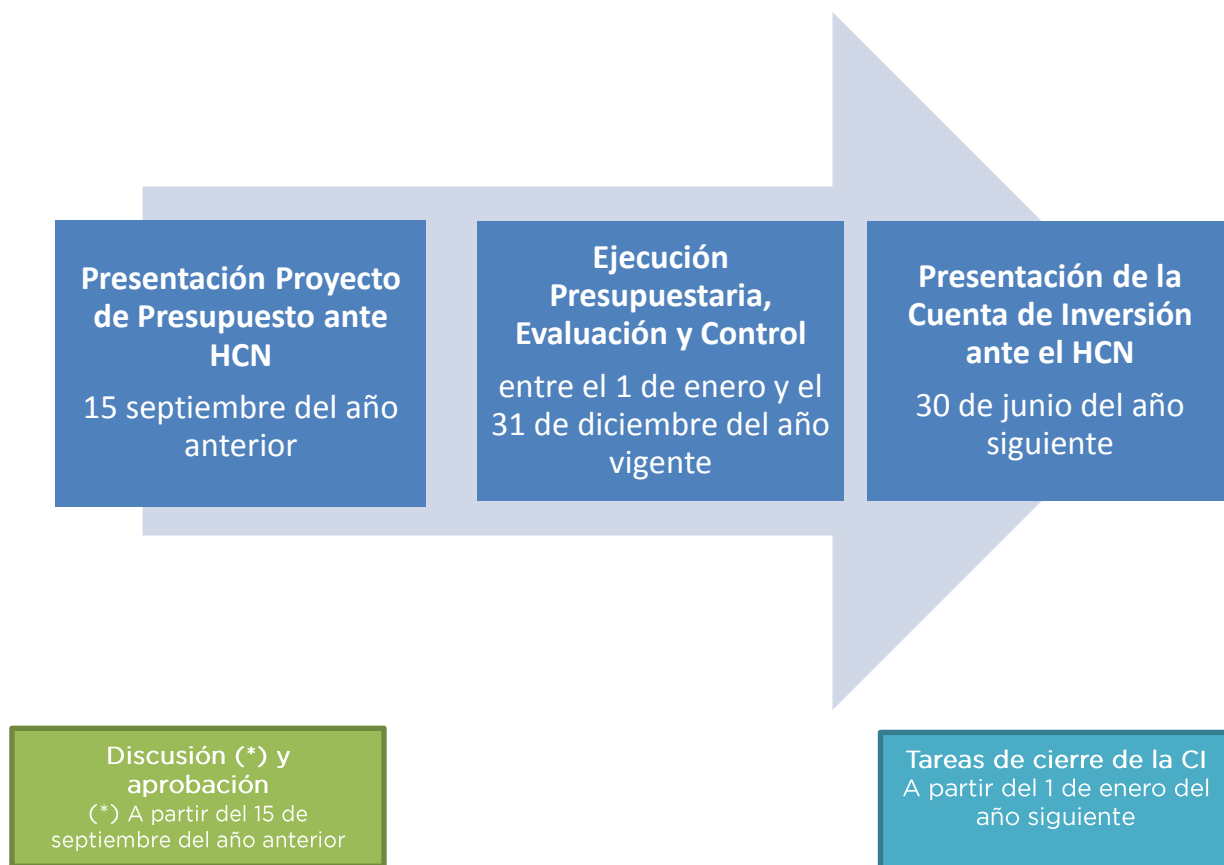 Presentación Proyecto
de Presupuesto ante
HCN
15 septiembre del año
anterior
Ejecución
Presupuestaria,
Evaluación y Control
entre el 1 de enero y el
31 de diciembre del año
vigente
Presentación de la
Cuenta de Inversión
ante el HCN
30 de junio del año
siguiente
Discusión (*) y
aprobación
(*) A partir del 15 de
septiembre del año anterior
Tareas de cierre de la CI
A partir del 1 de enero del
año siguiente